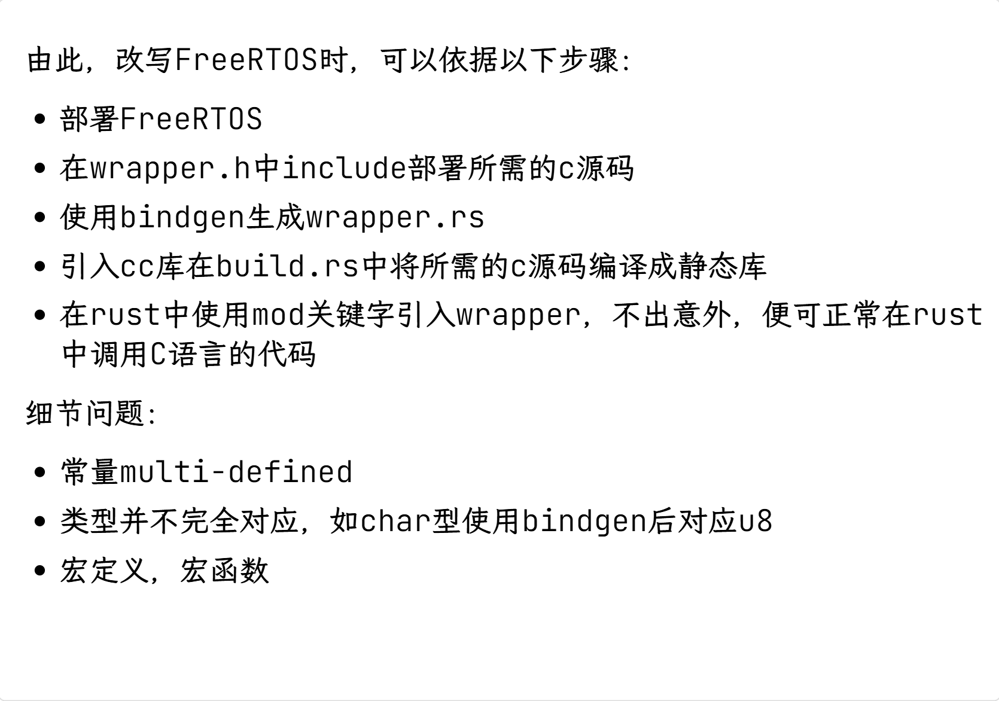 由此，改写FreeRTOS时，可以依据以下步骤：
• 部署FreeRTOS
• 在wrapper.h中include部署所需的c源码
• 使用bindgen生成wrapper.rs
• 引入cc库在build.rs中将所需的c源码编译成静态库
• 在rust中使用mod关键字引入wrapper，不出意外，便可正常在rust
中调用C语言的代码
细节问题：
• 常量multi-defined
• 类型并不完全对应，如char型使用bindgen后对应u8
• 宏定义，宏函数